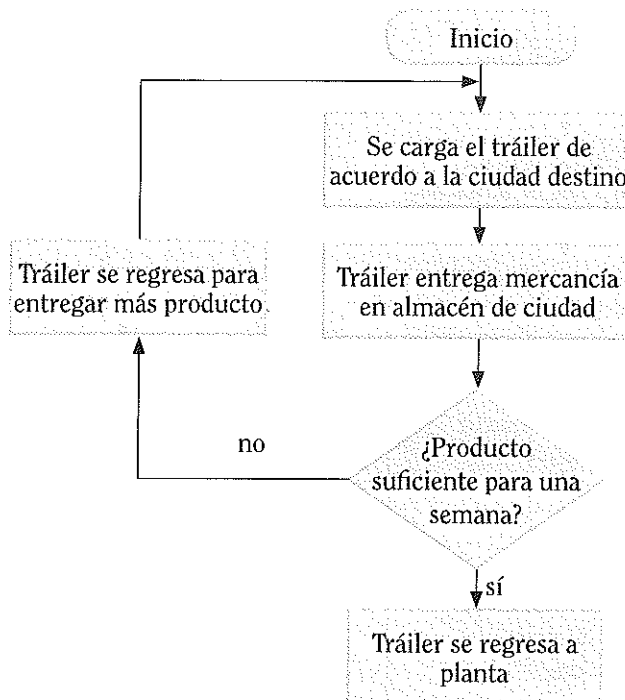 Inicio
Se carga el tráiler de
acuerdo a la ciudad destino
Tráiler entrega mercancía
en almacén de ciudad
Tráiler se regresa para
entregar más producto
¿Producto
suficiente para una
semana?
no
sí
Tráiler se regresa a
planta